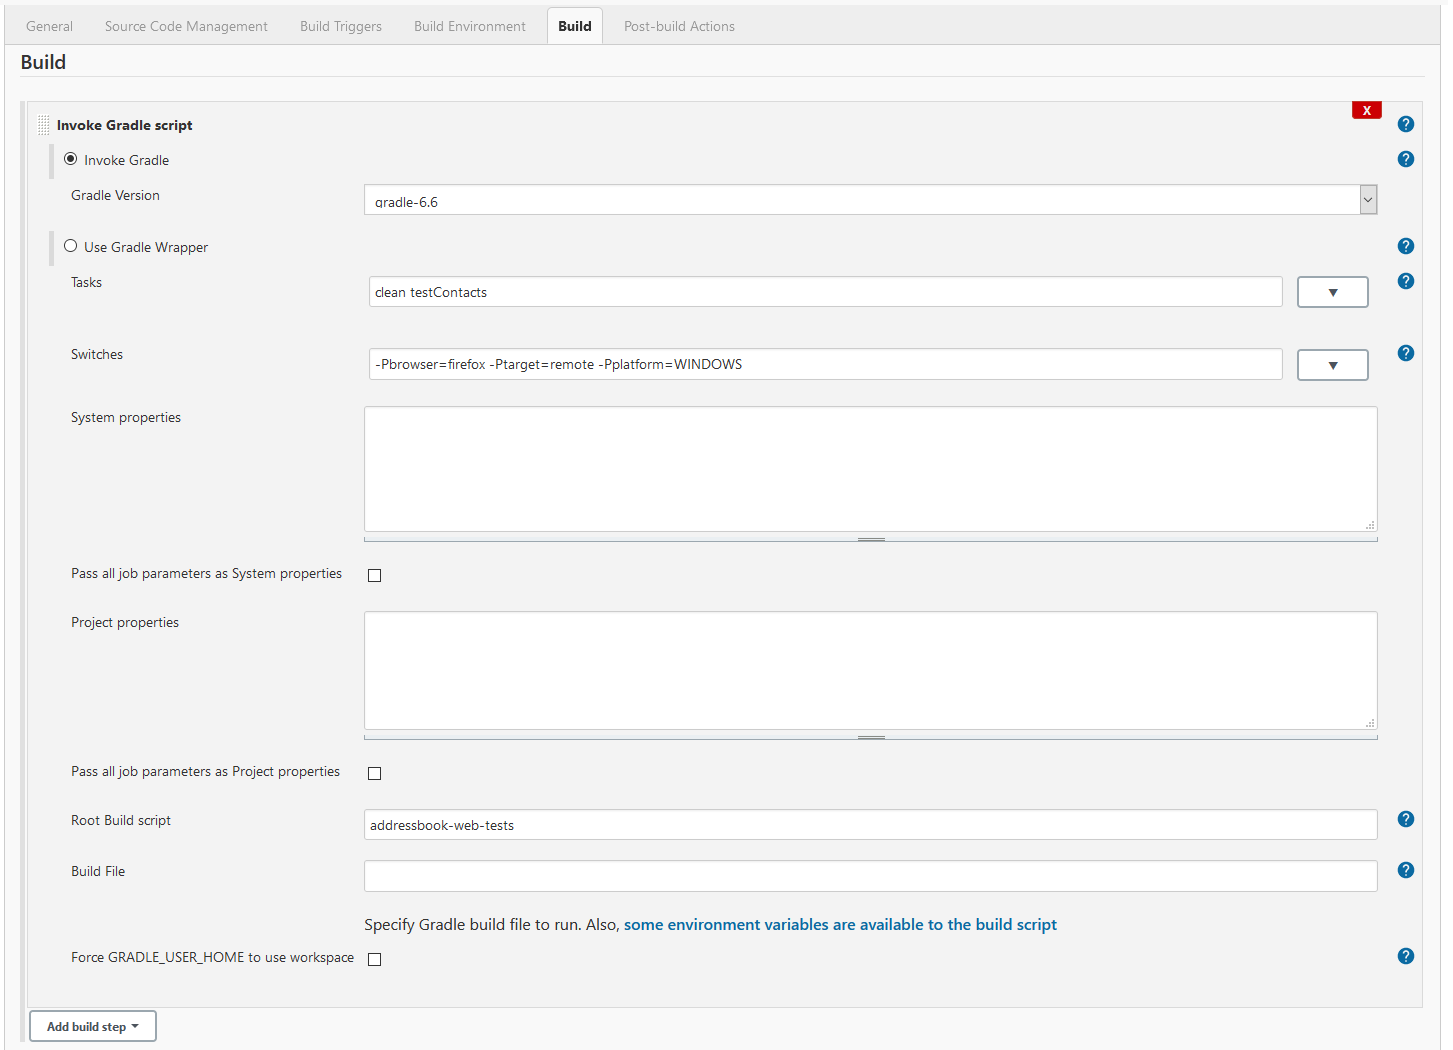 General Source Code Management Build Triggers Build Environment Build Post-build Actions
Build
Invoke Gradle script
X
?
Invoke Gradle
?
Gradle Version
gradle-6.6
Use Gradle Wrapper
?
Tasks
clean testContacts
▼
?
Switches
-Pbrowser=firefox -Ptarget=remote -Pplatform=WINDOWS
▼
?
System properties
Pass all job parameters as System properties
Project properties
Pass all job parameters as Project properties
Root Build script
addressbook-web-tests
?
Build File
?
Specify Gradle build file to run. Also, some environment variables are available to the build script
Force GRADLE_USER_HOME to use workspace
?
Add build step